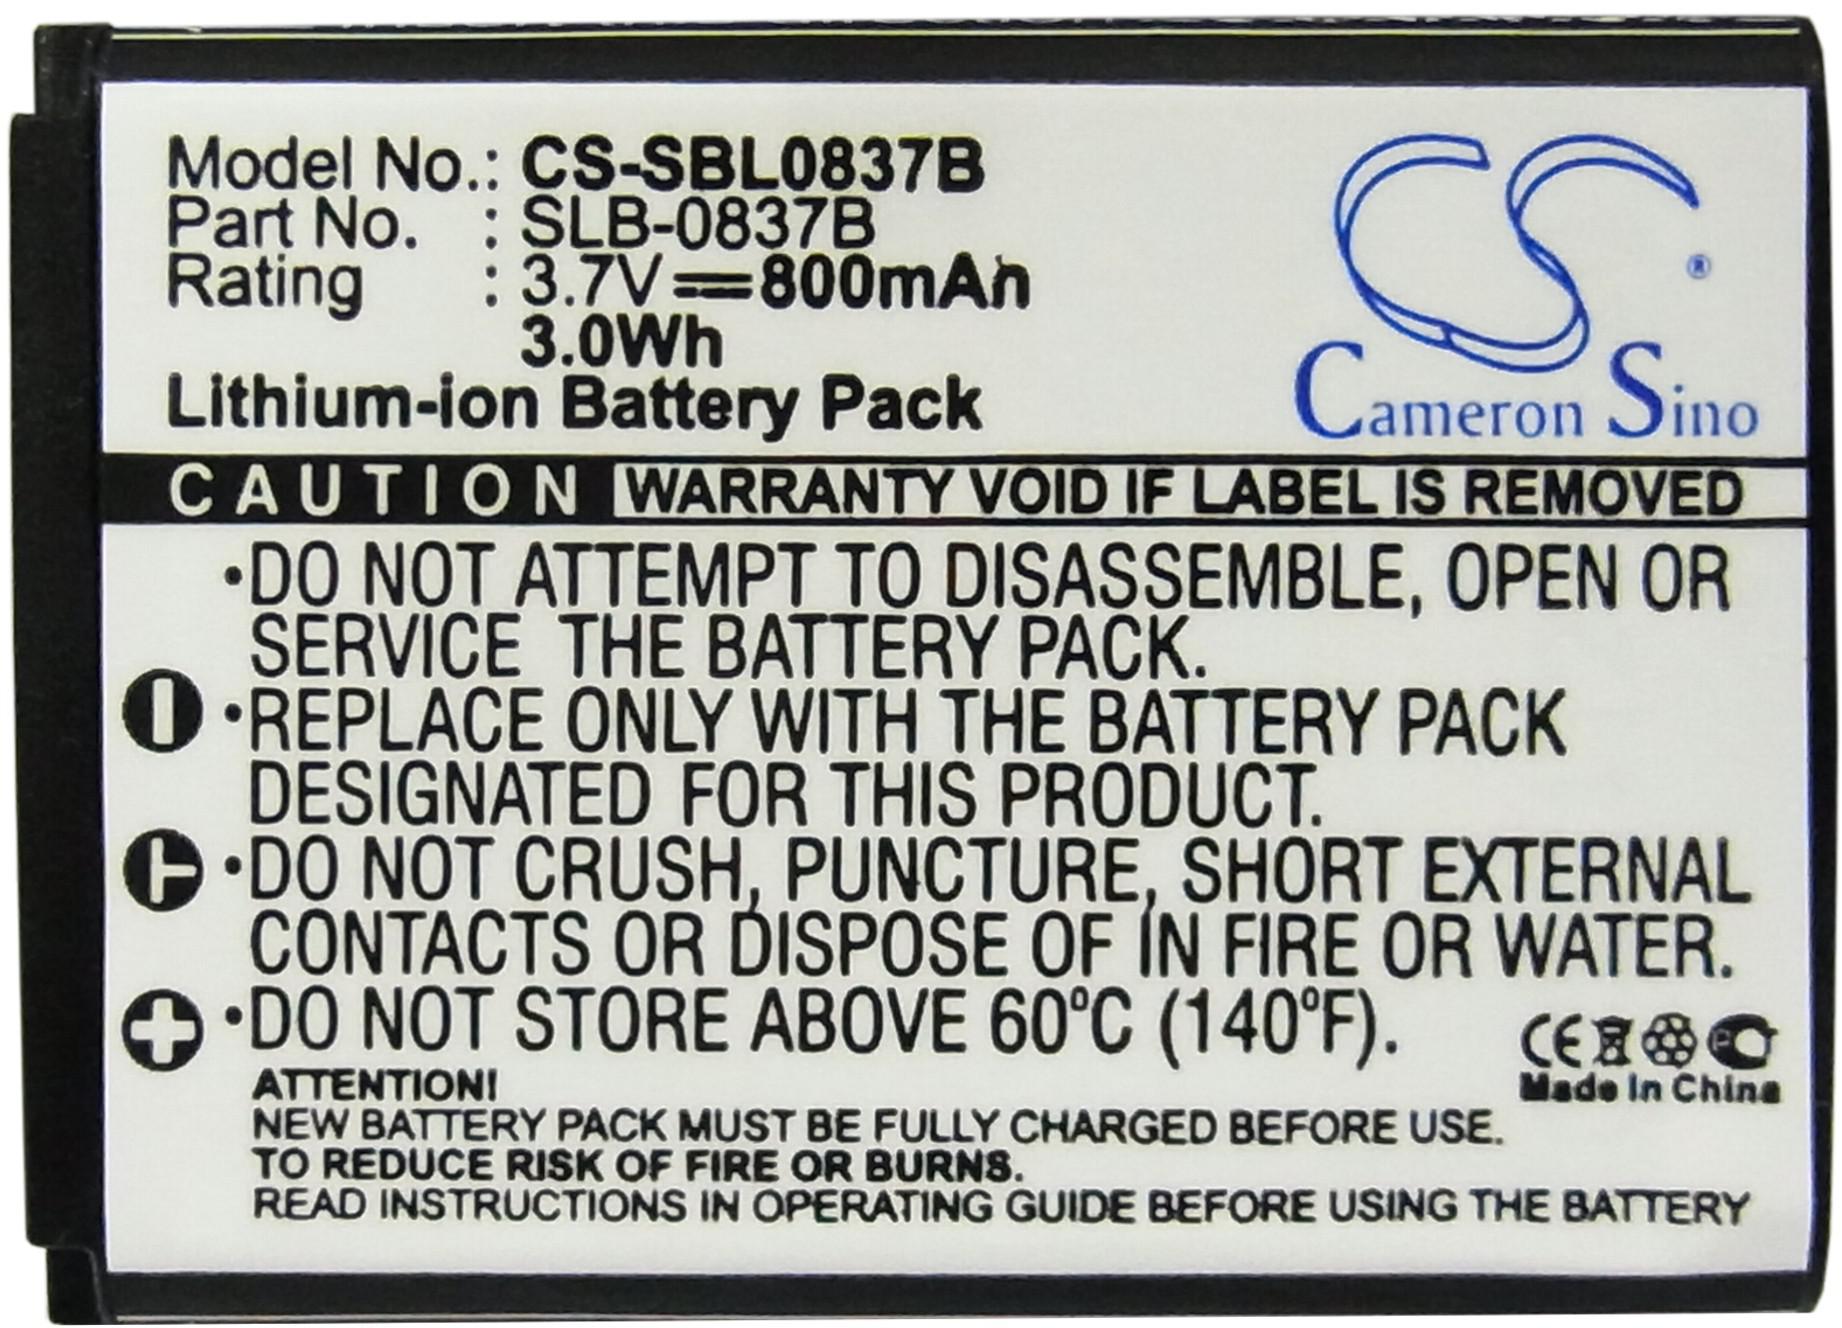 Model No.: CS-SBL0837B
Part No. : SLB-0837B
Rating : 3.7V 800mAh
3.0Wh
Lithium-ion Battery Pack
CS®
Cameron Sino
CAUTION WARRANTY VOID IF LABEL IS REMOVED
•DO NOT ATTEMPT TO DISASSEMBLE, OPEN OR
SERVICE THE BATTERY PACK.
•REPLACE ONLY WITH THE BATTERY PACK
DESIGNATED FOR THIS PRODUCT.
•DO NOT CRUSH, PUNCTURE, SHORT EXTERNAL
CONTACTS OR DISPOSE OF IN FIRE OR WATER.
•DO NOT STORE ABOVE 60°C (140°F).
CE
Made In China
ATTENTION!
NEW BATTERY PACK MUST BE FULLY CHARGED BEFORE USE.
TO REDUCE RISK OF FIRE OR BURNS.
READ INSTRUCTIONS IN OPERATING GUIDE BEFORE USING THE BATTERY